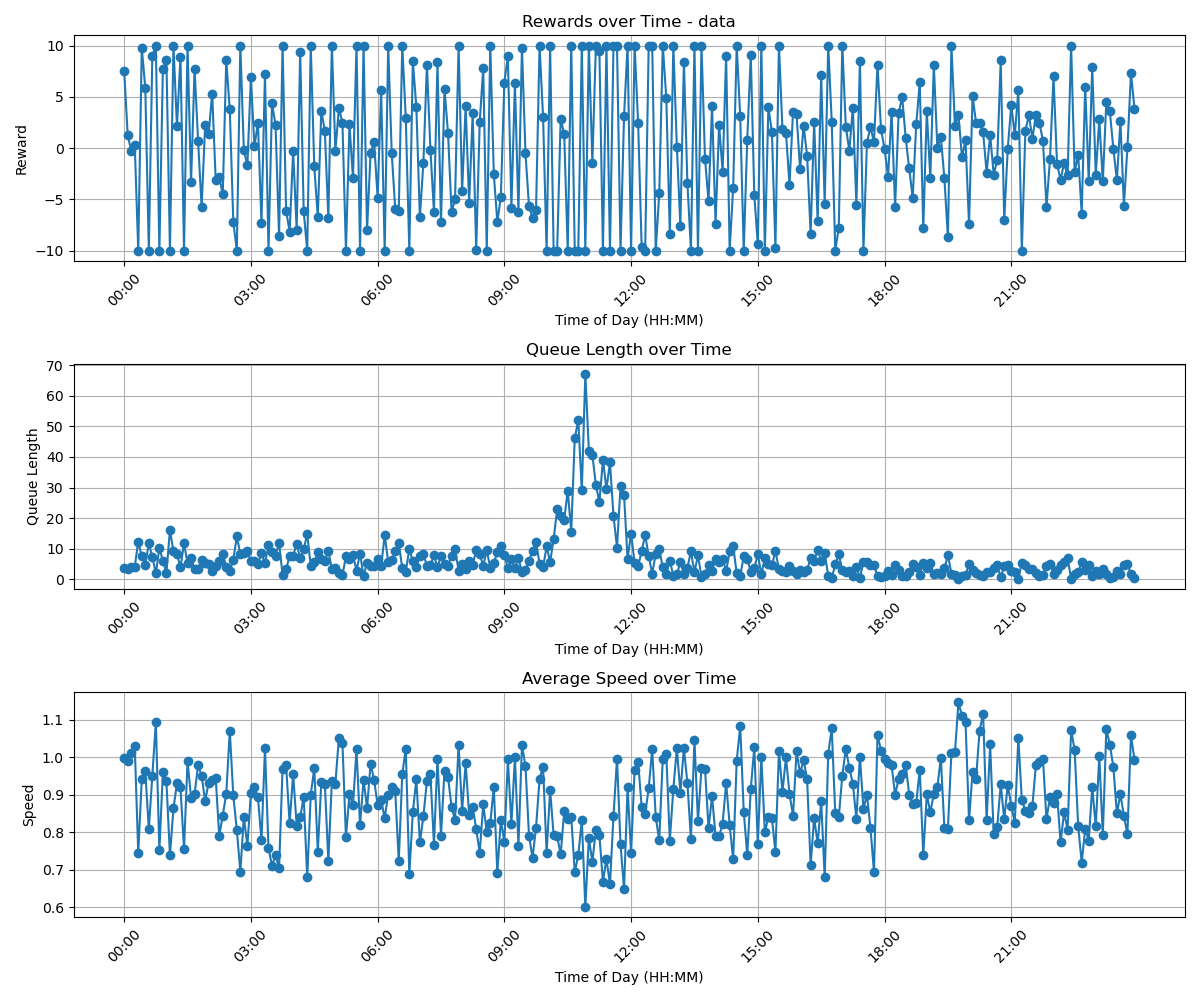 Rewards over Time - data
10
5
0
−5
−10
Reward
00:00 03:00 06:00 09:00 12:00 15:00 18:00 21:00
Time of Day (HH:MM)
Queue Length over Time
70
60
50
40
30
20
10
0
Queue Length
00:00 03:00 06:00 09:00 12:00 15:00 18:00 21:00
Time of Day (HH:MM)
Average Speed over Time
1.1
1.0
0.9
0.8
0.7
0.6
Speed
00:00 03:00 06:00 09:00 12:00 15:00 18:00 21:00
Time of Day (HH:MM)